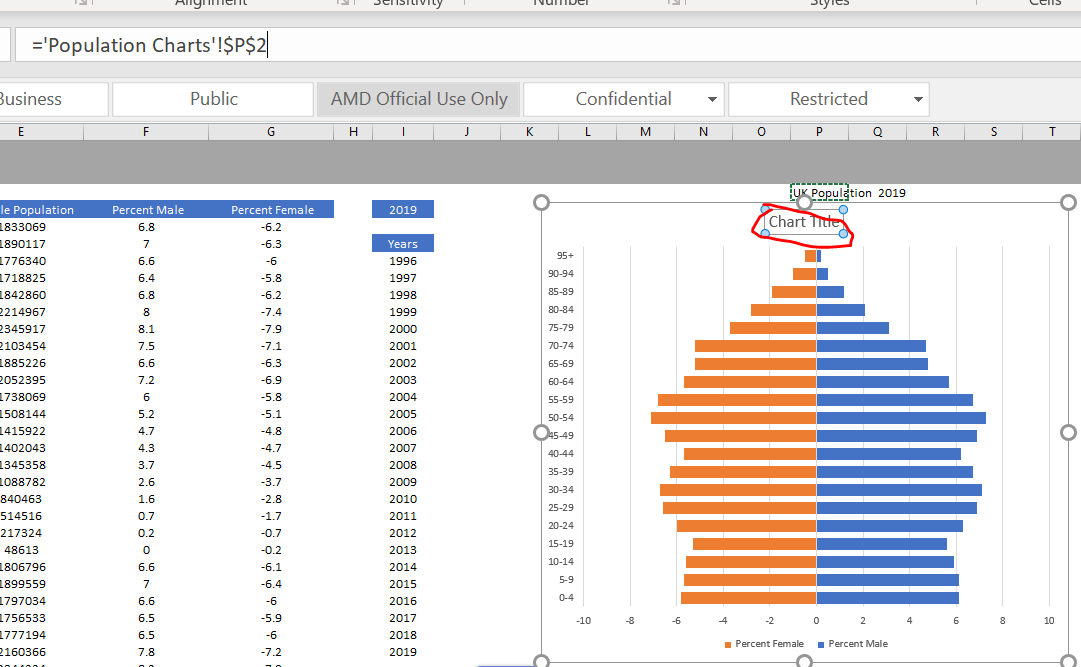 Alignment Sensitivity Number Styles Cells
='Population Charts'!$P$2
Business Public AMD Official Use Only Confidential Restricted
E F G H I J K L M N O P Q R S T
UK Population 2019
le Population Percent Male Percent Female 2019
1833069 6.8 -6.2
1890117 7 -6.3 Years
1776340 6.6 -6 1996
1718825 6.4 -5.8 1997
1842860 6.8 -6.2 1998
2214967 8 -7.4 1999
2345917 8.1 -7.9 2000
2103454 7.5 -7.1 2001
1885226 6.6 -6.3 2002
2052395 7.2 -6.9 2003
1738069 6 -5.8 2004
1508144 5.2 -5.1 2005
1415922 4.7 -4.8 2006
1402043 4.3 -4.7 2007
1345358 3.7 -4.5 2008
1088782 2.6 -3.7 2009
840463 1.6 -2.8 2010
514516 0.7 -1.7 2011
217324 0.2 -0.7 2012
48613 0 -0.2 2013
1806796 6.6 -6.1 2014
1899559 7 -6.4 2015
1797034 6.6 -6 2016
1756533 6.5 -5.9 2017
1777194 6.5 -6 2018
2160366 7.8 -7.2 2019
Chart Title
95+
90-94
85-89
80-84
75-79
70-74
65-69
60-64
55-59
50-54
45-49
40-44
35-39
30-34
25-29
20-24
15-19
10-14
5-9
0-4
-10 -8 -6 -4 -2 0 2 4 6 8 10
Percent Female Percent Male